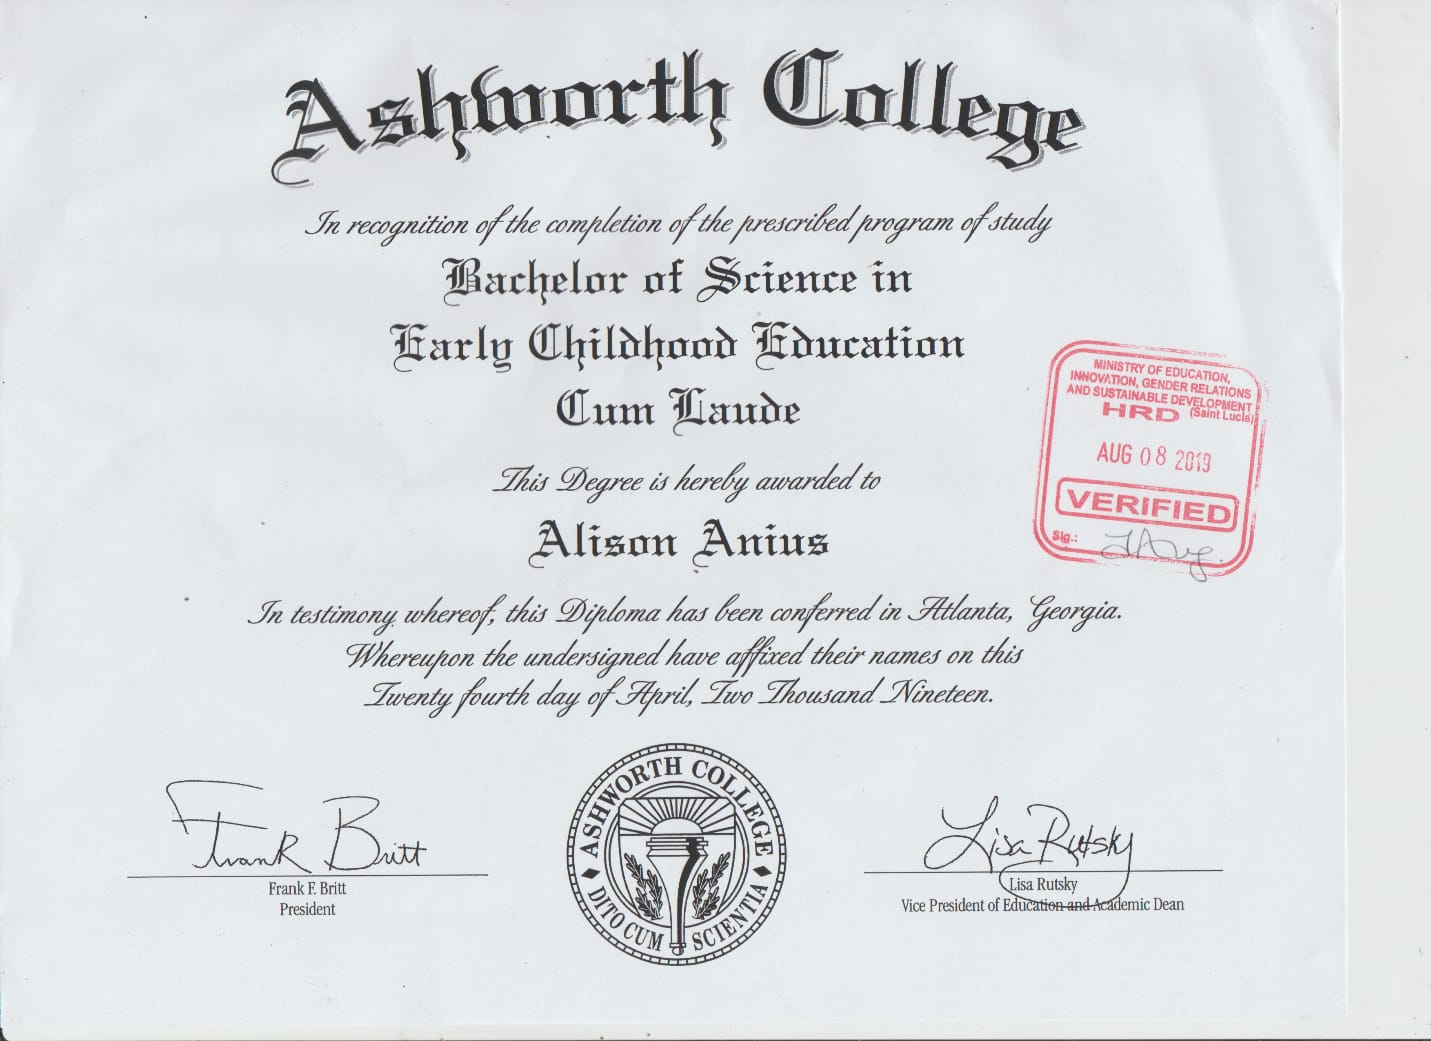 Ashworth College
In recognition of the completion of the prescribed program of study
Bachelor of Science in
Early Childhood Education
Cum Laude
This Degree is hereby awarded to
Alison Anius
In testimony whereof, this Diploma has been conferred in Atlanta, Georgia.
Whereupon the undersigned have affixed their names on this
Twenty fourth day of April, Two Thousand Nineteen.
MINISTRY OF EDUCATION,
INNOVATION, GENDER RELATIONS
AND SUSTAINABLE DEVELOPMENT
HRD (Saint Lucia)
AUG 08 2019
VERIFIED
Sig.:
Frank Britt
Frank F. Britt
President
ASHWORTH COLLEGE
DITO CUM SCIENTIA
Lisa Rutsky
Lisa Rutsky
Vice President of Education and Academic Dean